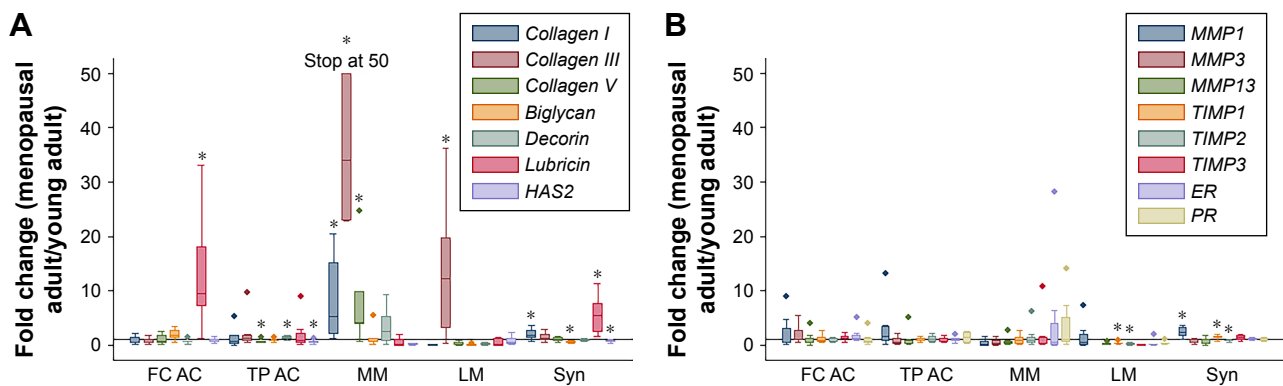 A
Fold change (menopausal
adult/young adult)
50
40
30
20
10
0
*
Stop at 50
*
*
*
*
*
*
*
*
*
*
*
FC AC
TP AC
MM
LM
Syn
Collagen I
Collagen III
Collagen V
Biglycan
Decorin
Lubricin
HAS2
B
Fold change (menopausal
adult/young adult)
50
40
30
20
10
0
*
*
*
*
*
FC AC
TP AC
MM
LM
Syn
MMP1
MMP3
MMP13
TIMP1
TIMP2
TIMP3
ER
PR